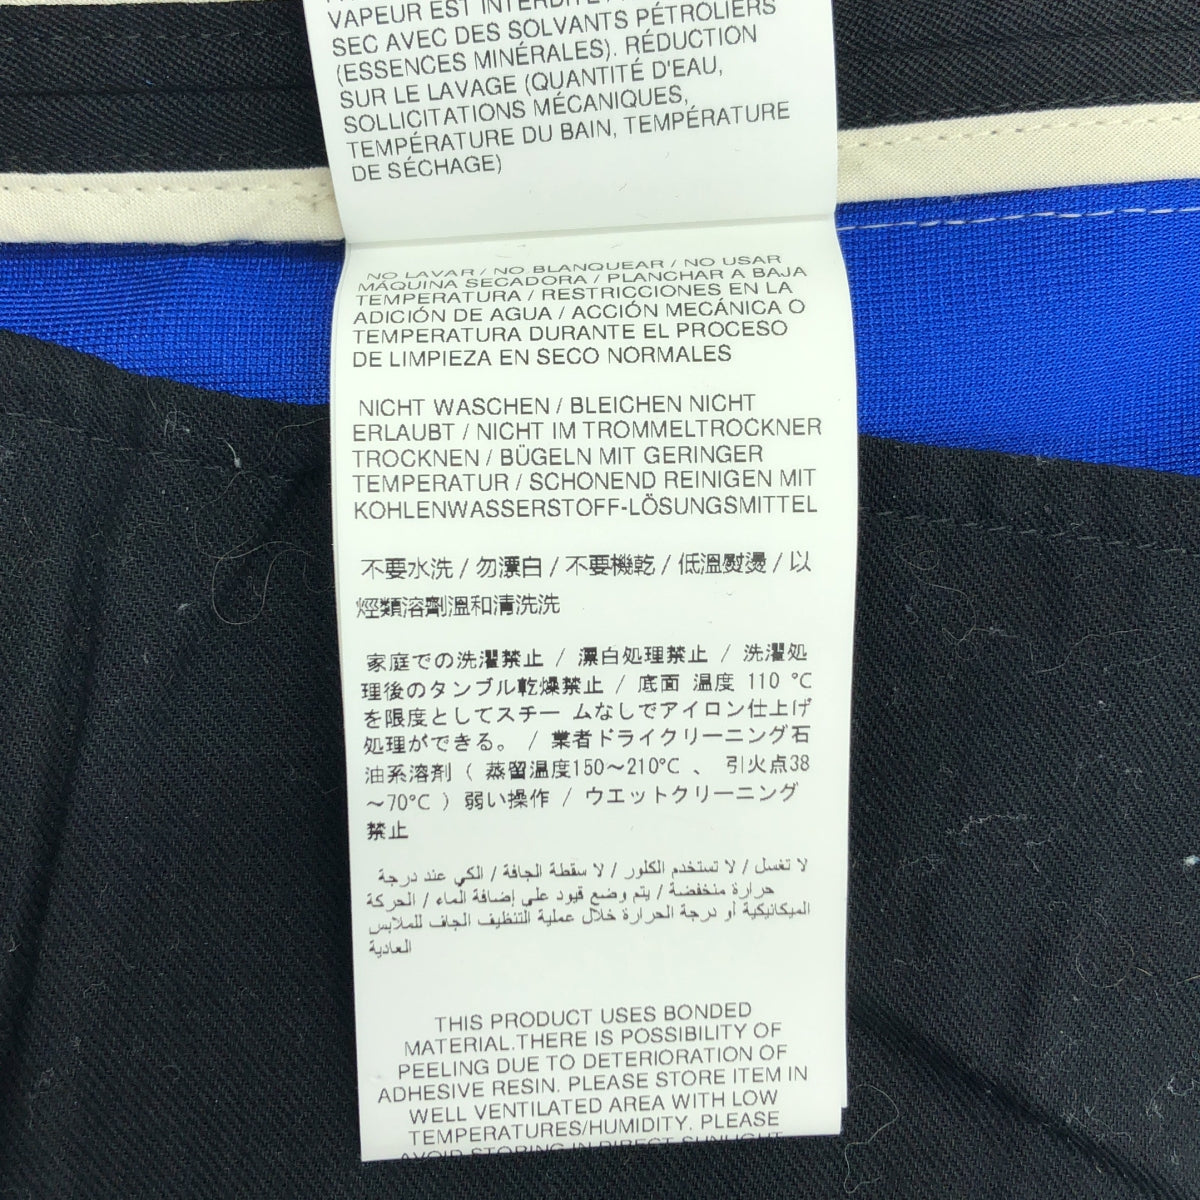 VAPEUR EST INTERDITE
SEC AVEC DES SOLVANTS PÉTROLIERS
(ESSENCES MINÉRALES). RÉDUCTION
SUR LE LAVAGE (QUANTITÉ D'EAU,
SOLLICITATIONS MÉCANIQUES,
TEMPÉRATURE DU BAIN, TEMPÉRATURE
DE SÉCHAGE)
NO LAVAR / NO BLANQUEAR / NO USAR
MÁQUINA SECADORA / PLANCHAR A BAJA
TEMPERATURA / RESTRICCIONES EN LA
ADICIÓN DE AGUA / ACCIÓN MECÁNICA O
TEMPERATURA DURANTE EL PROCESO
DE LIMPIEZA EN SECO NORMALES
NICHT WASCHEN / BLEICHEN NICHT
ERLAUBT / NICHT IM TROMMELTROCKNER
TROCKNEN / BÜGELN MIT GERINGER
TEMPERATUR / SCHONEND REINIGEN MIT
KOHLENWASSERSTOFF-LÖSUNGSMITTEL
不要水洗 / 勿漂白 / 不要機乾 / 低溫熨燙 / 以
烴類溶劑溫和清洗洗
家庭での洗濯禁止 / 漂白処理禁止 / 洗濯処
理後のタンブル乾燥禁止 / 底面 温度 110 ℃
を限度としてスチー ムなしでアイロン仕上げ
処理ができる。 / 業者ドライクリーニング石
油系溶剤 ( 蒸留温度150～210℃ 、 引火点38
～70℃ ) 弱い操作 / ウエットクリーニング
禁止
لا تغسل / لا تستخدم الكلور / لا سقطة الجافة / الكي عند درجة
حرارة منخفضة / يتم وضع قيود على إضافة الماء / الحركة
الميكانيكية أو درجة الحرارة خلال عملية التنظيف الجاف للملابس
العادية
THIS PRODUCT USES BONDED
MATERIAL.THERE IS POSSIBILITY OF
PEELING DUE TO DETERIORATION OF
ADHESIVE RESIN. PLEASE STORE ITEM IN
WELL VENTILATED AREA WITH LOW
TEMPERATURES/HUMIDITY. PLEASE
AVOID STORING IN DIRECT SUNLIGHT